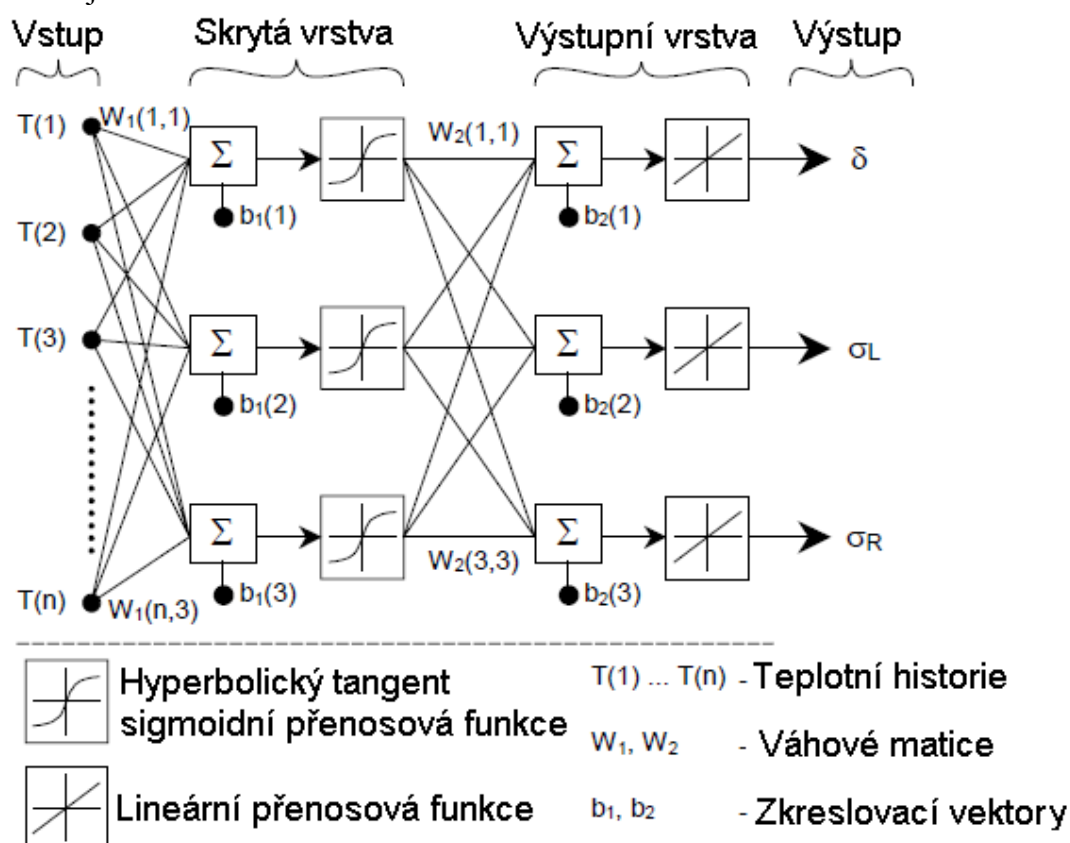 Vstup Skrytá vrstva Výstupní vrstva Výstup
T(1) W₁(1,1) Σ W₂(1,1) Σ δ
b₁(1) b₂(1)
T(2)
T(3) Σ Σ σL
b₁(2) b₂(2)
Σ Σ σR
W₂(3,3)
T(n) W₁(n,3) b₁(3) b₂(3)
Hyperbolický tangent
sigmoidní přenosová funkce
Lineární přenosová funkce
T(1) ... T(n) - Teplotní historie
W₁, W₂ - Váhové matice
b₁, b₂ - Zkreslovací vektory